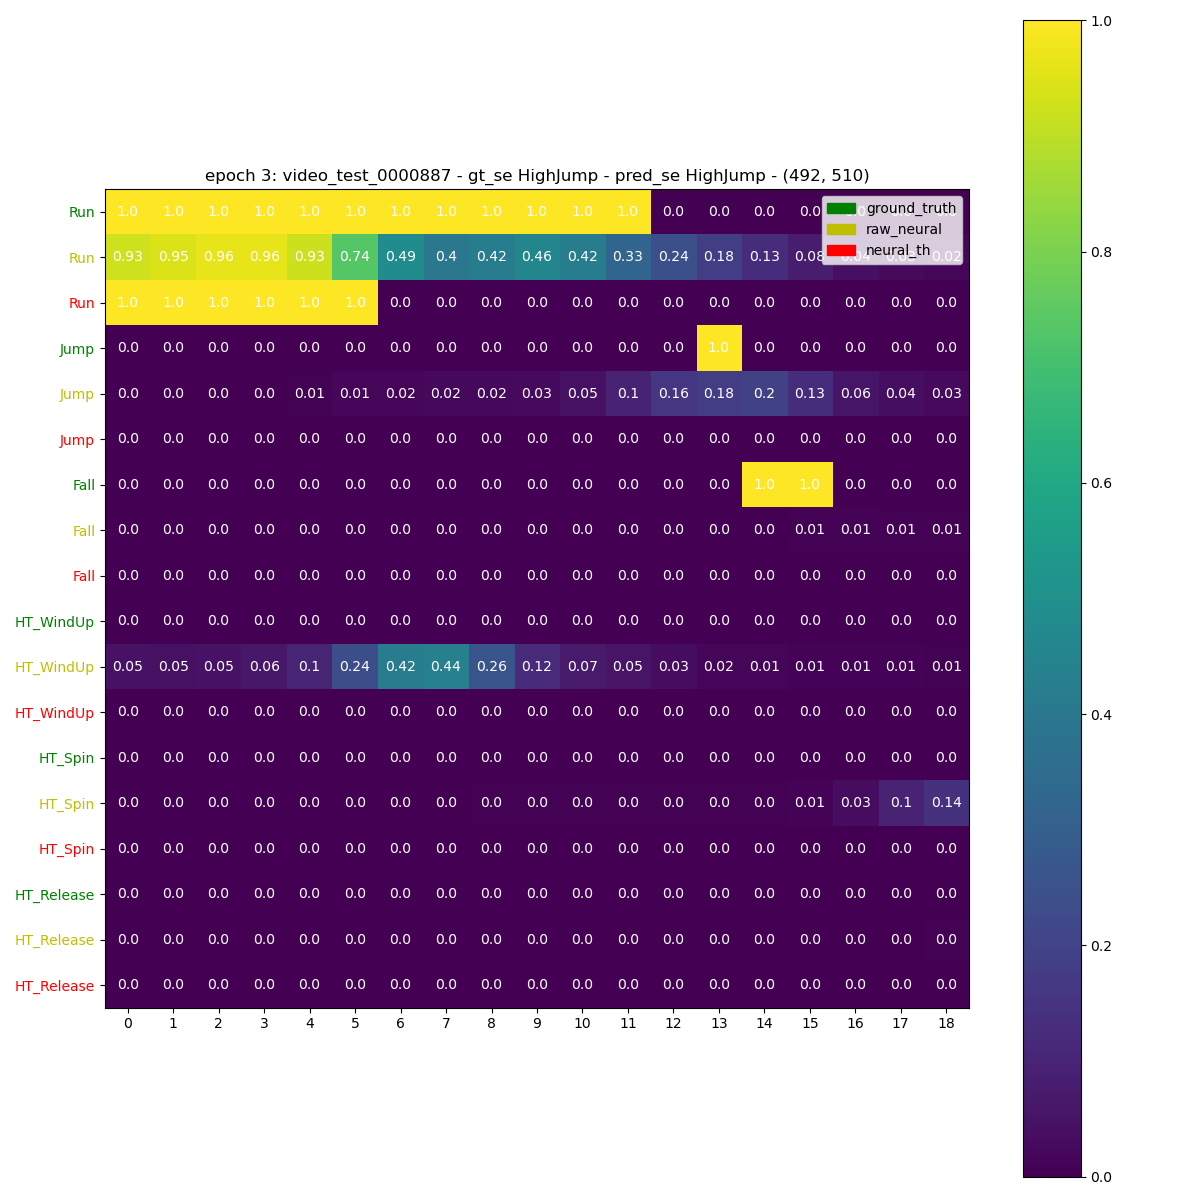 epoch 3: video_test_0000887 - gt_se HighJump - pred_se HighJump - (492, 510)
ground_truth
raw_neural
neural_th
Run 1.0 1.0 1.0 1.0 1.0 1.0 1.0 1.0 1.0 1.0 1.0 1.0 0.0 0.0 0.0
Run 0.93 0.95 0.96 0.96 0.93 0.74 0.49 0.4 0.42 0.46 0.42 0.33 0.24 0.18 0.13 0.08 0.04 0.02
Run 1.0 1.0 1.0 1.0 1.0 1.0 0.0 0.0 0.0 0.0 0.0 0.0 0.0 0.0 0.0 0.0 0.0 0.0 0.0
Jump 0.0 0.0 0.0 0.0 0.0 0.0 0.0 0.0 0.0 0.0 0.0 0.0 0.0 1.0 0.0 0.0 0.0 0.0 0.0
Jump 0.0 0.0 0.0 0.0 0.01 0.01 0.02 0.02 0.02 0.03 0.05 0.1 0.16 0.18 0.2 0.13 0.06 0.04 0.03
Jump 0.0 0.0 0.0 0.0 0.0 0.0 0.0 0.0 0.0 0.0 0.0 0.0 0.0 0.0 0.0 0.0 0.0 0.0 0.0
Fall 0.0 0.0 0.0 0.0 0.0 0.0 0.0 0.0 0.0 0.0 0.0 0.0 0.0 0.0 1.0 1.0 0.0 0.0 0.0
Fall 0.0 0.0 0.0 0.0 0.0 0.0 0.0 0.0 0.0 0.0 0.0 0.0 0.0 0.0 0.0 0.01 0.01 0.01 0.01
Fall 0.0 0.0 0.0 0.0 0.0 0.0 0.0 0.0 0.0 0.0 0.0 0.0 0.0 0.0 0.0 0.0 0.0 0.0 0.0
HT_WindUp 0.0 0.0 0.0 0.0 0.0 0.0 0.0 0.0 0.0 0.0 0.0 0.0 0.0 0.0 0.0 0.0 0.0 0.0 0.0
HT_WindUp 0.05 0.05 0.05 0.06 0.1 0.24 0.42 0.44 0.26 0.12 0.07 0.05 0.03 0.02 0.01 0.01 0.01 0.01 0.01
HT_WindUp 0.0 0.0 0.0 0.0 0.0 0.0 0.0 0.0 0.0 0.0 0.0 0.0 0.0 0.0 0.0 0.0 0.0 0.0 0.0
HT_Spin 0.0 0.0 0.0 0.0 0.0 0.0 0.0 0.0 0.0 0.0 0.0 0.0 0.0 0.0 0.0 0.0 0.0 0.0 0.0
HT_Spin 0.0 0.0 0.0 0.0 0.0 0.0 0.0 0.0 0.0 0.0 0.0 0.0 0.0 0.0 0.0 0.01 0.03 0.1 0.14
HT_Spin 0.0 0.0 0.0 0.0 0.0 0.0 0.0 0.0 0.0 0.0 0.0 0.0 0.0 0.0 0.0 0.0 0.0 0.0 0.0
HT_Release 0.0 0.0 0.0 0.0 0.0 0.0 0.0 0.0 0.0 0.0 0.0 0.0 0.0 0.0 0.0 0.0 0.0 0.0 0.0
HT_Release 0.0 0.0 0.0 0.0 0.0 0.0 0.0 0.0 0.0 0.0 0.0 0.0 0.0 0.0 0.0 0.0 0.0 0.0 0.0
HT_Release 0.0 0.0 0.0 0.0 0.0 0.0 0.0 0.0 0.0 0.0 0.0 0.0 0.0 0.0 0.0 0.0 0.0 0.0 0.0
0 1 2 3 4 5 6 7 8 9 10 11 12 13 14 15 16 17 18
1.0
0.8
0.6
0.4
0.2
0.0